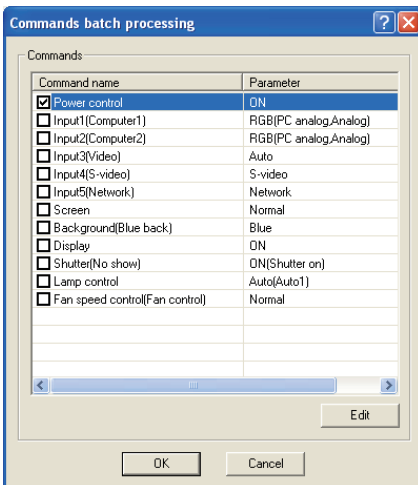 Commands batch processing
Commands
Command name Parameter
Power control ON
Input1(Computer1) RGB(PC analog,Analog)
Input2(Computer2) RGB(PC analog,Analog)
Input3(Video) Auto
Input4(S-video) S-video
Input5(Network) Network
Screen Normal
Background(Blue back) Blue
Display ON
Shutter(No show) ON(Shutter on)
Lamp control Auto(Auto1)
Fan speed control(Fan control) Normal
Edit
OK Cancel